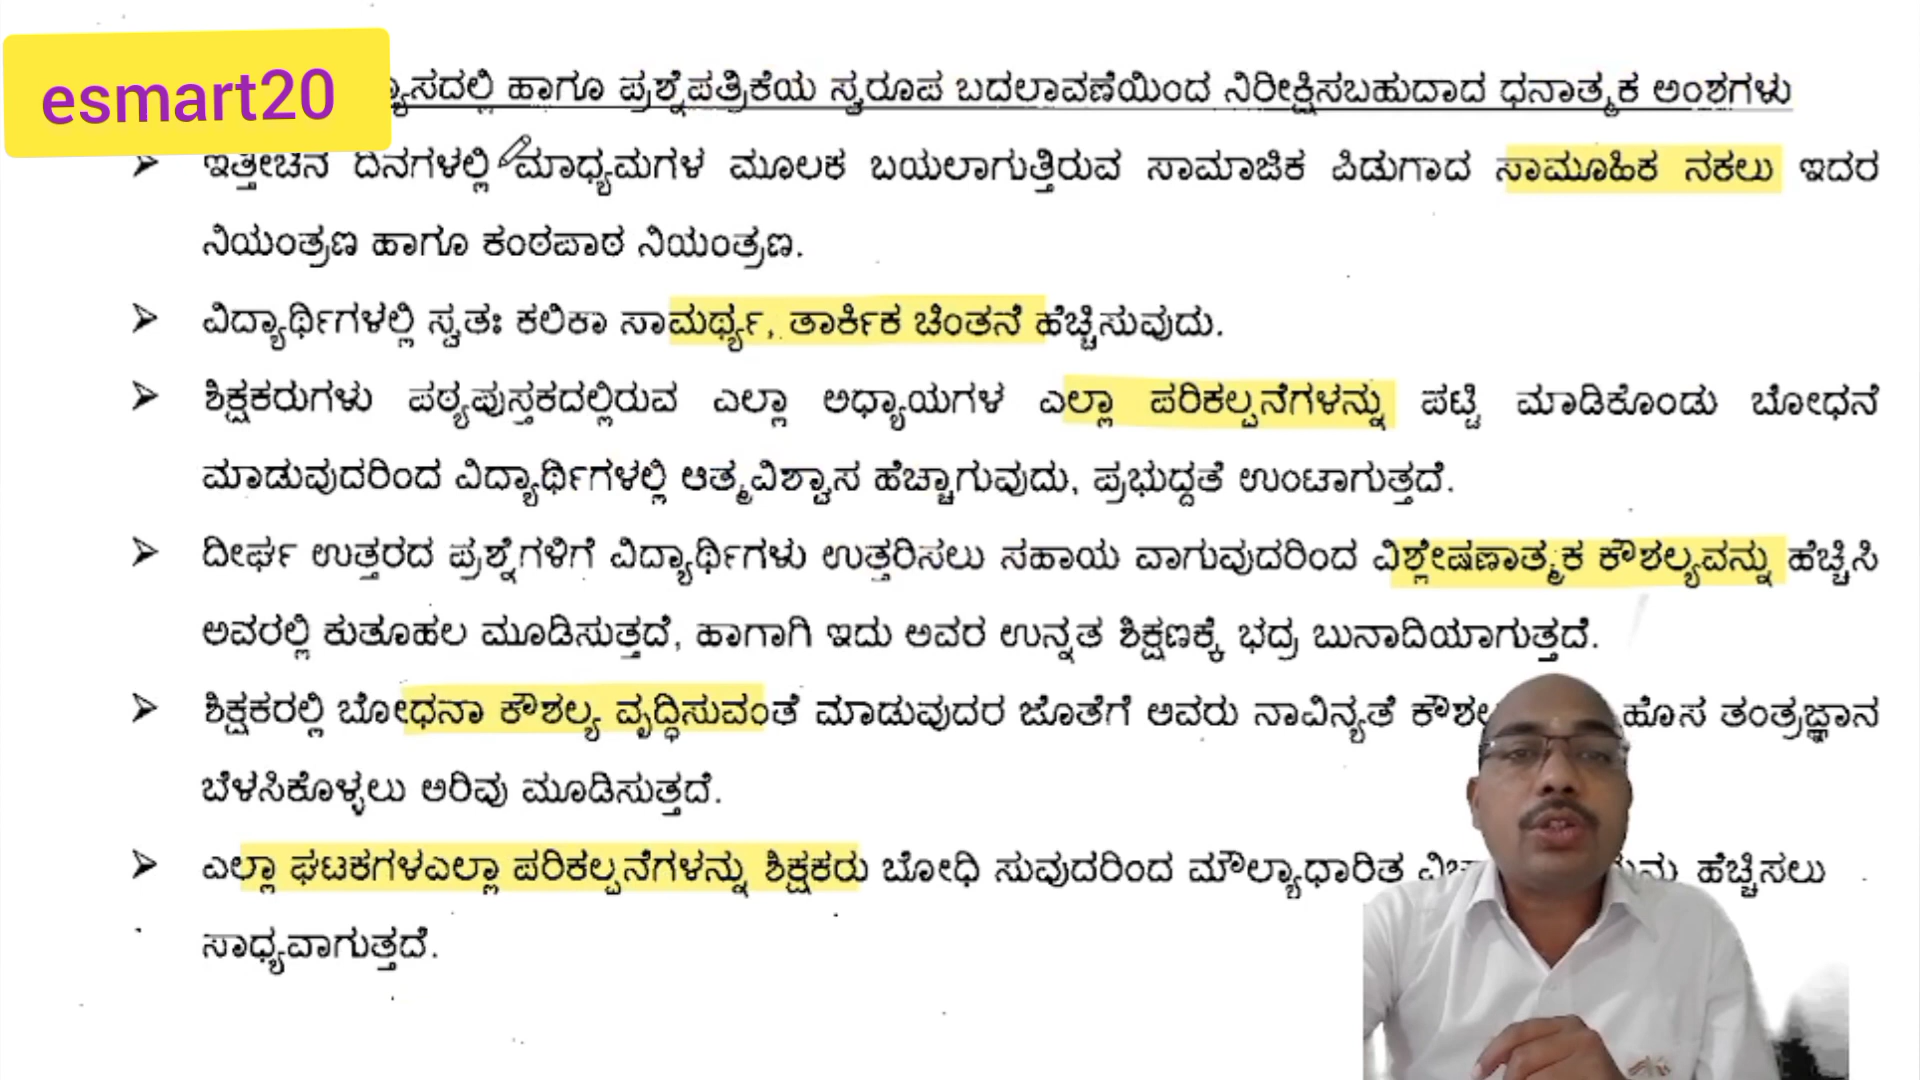 esmart20
ಹಾಗೂ ಪ್ರಶ್ನೆಪತ್ರಿಕೆಯ ಸ್ವರೂಪ ಬದಲಾವಣೆಯಿಂದ ನಿರೀಕ್ಷಿಸಬಹುದಾದ ಧನಾತ್ಮಕ ಅಂಶಗಳು
➢ ಇತ್ತೀಚಿನ ದಿನಗಳಲ್ಲಿ ಮಾಧ್ಯಮಗಳ ಮೂಲಕ ಬಯಲಾಗುತ್ತಿರುವ ಸಾಮಾಜಿಕ ಪಿಡುಗಾದ ಸಾಮೂಹಿಕ ನಕಲು ಇದರ
ನಿಯಂತ್ರಣ ಹಾಗೂ ಕಂಠಪಾಠ ನಿಯಂತ್ರಣ.
➢ ವಿದ್ಯಾರ್ಥಿಗಳಲ್ಲಿ ಸ್ವತಃ ಕಲಿಕಾ ಸಾಮರ್ಥ್ಯ, ತಾರ್ಕಿಕ ಚಿಂತನೆ ಹೆಚ್ಚಿಸುವುದು.
➢ ಶಿಕ್ಷಕರುಗಳು ಪಠ್ಯಪುಸ್ತಕದಲ್ಲಿರುವ ಎಲ್ಲಾ ಅಧ್ಯಾಯಗಳ ಎಲ್ಲಾ ಪರಿಕಲ್ಪನೆಗಳನ್ನು ಪಟ್ಟಿ ಮಾಡಿಕೊಂಡು ಬೋಧನೆ
ಮಾಡುವುದರಿಂದ ವಿದ್ಯಾರ್ಥಿಗಳಲ್ಲಿ ಆತ್ಮವಿಶ್ವಾಸ ಹೆಚ್ಚಾಗುವುದು, ಪ್ರಭುದ್ದತೆ ಉಂಟಾಗುತ್ತದೆ.
➢ ದೀರ್ಘ ಉತ್ತರದ ಪ್ರಶ್ನೆಗಳಿಗೆ ವಿದ್ಯಾರ್ಥಿಗಳು ಉತ್ತರಿಸಲು ಸಹಾಯ ವಾಗುವುದರಿಂದ ವಿಶ್ಲೇಷಣಾತ್ಮಕ ಕೌಶಲ್ಯವನ್ನು ಹೆಚ್ಚಿಸಿ
ಅವರಲ್ಲಿ ಕುತೂಹಲ ಮೂಡಿಸುತ್ತದೆ, ಹಾಗಾಗಿ ಇದು ಅವರ ಉನ್ನತ ಶಿಕ್ಷಣಕ್ಕೆ ಭದ್ರ ಬುನಾದಿಯಾಗುತ್ತದೆ.
➢ ಶಿಕ್ಷಕರಲ್ಲಿ ಬೋಧನಾ ಕೌಶಲ್ಯ ವೃದ್ಧಿಸುವಂತೆ ಮಾಡುವುದರ ಜೊತೆಗೆ ಅವರು ನಾವಿನ್ಯತೆ ಹೊಸ ತಂತ್ರಜ್ಞಾನ
ಬೆಳಸಿಕೊಳ್ಳಲು ಅರಿವು ಮೂಡಿಸುತ್ತದೆ.
➢ ಎಲ್ಲಾ ಘಟಕಗಳಎಲ್ಲಾ ಪರಿಕಲ್ಪನೆಗಳನ್ನು ಶಿಕ್ಷಕರು ಬೋಧಿ ಸುವುದರಿಂದ ಮೌಲ್ಯಾಧಾರಿತ ಹೆಚ್ಚಿಸಲು
ಸಾಧ್ಯವಾಗುತ್ತದೆ.